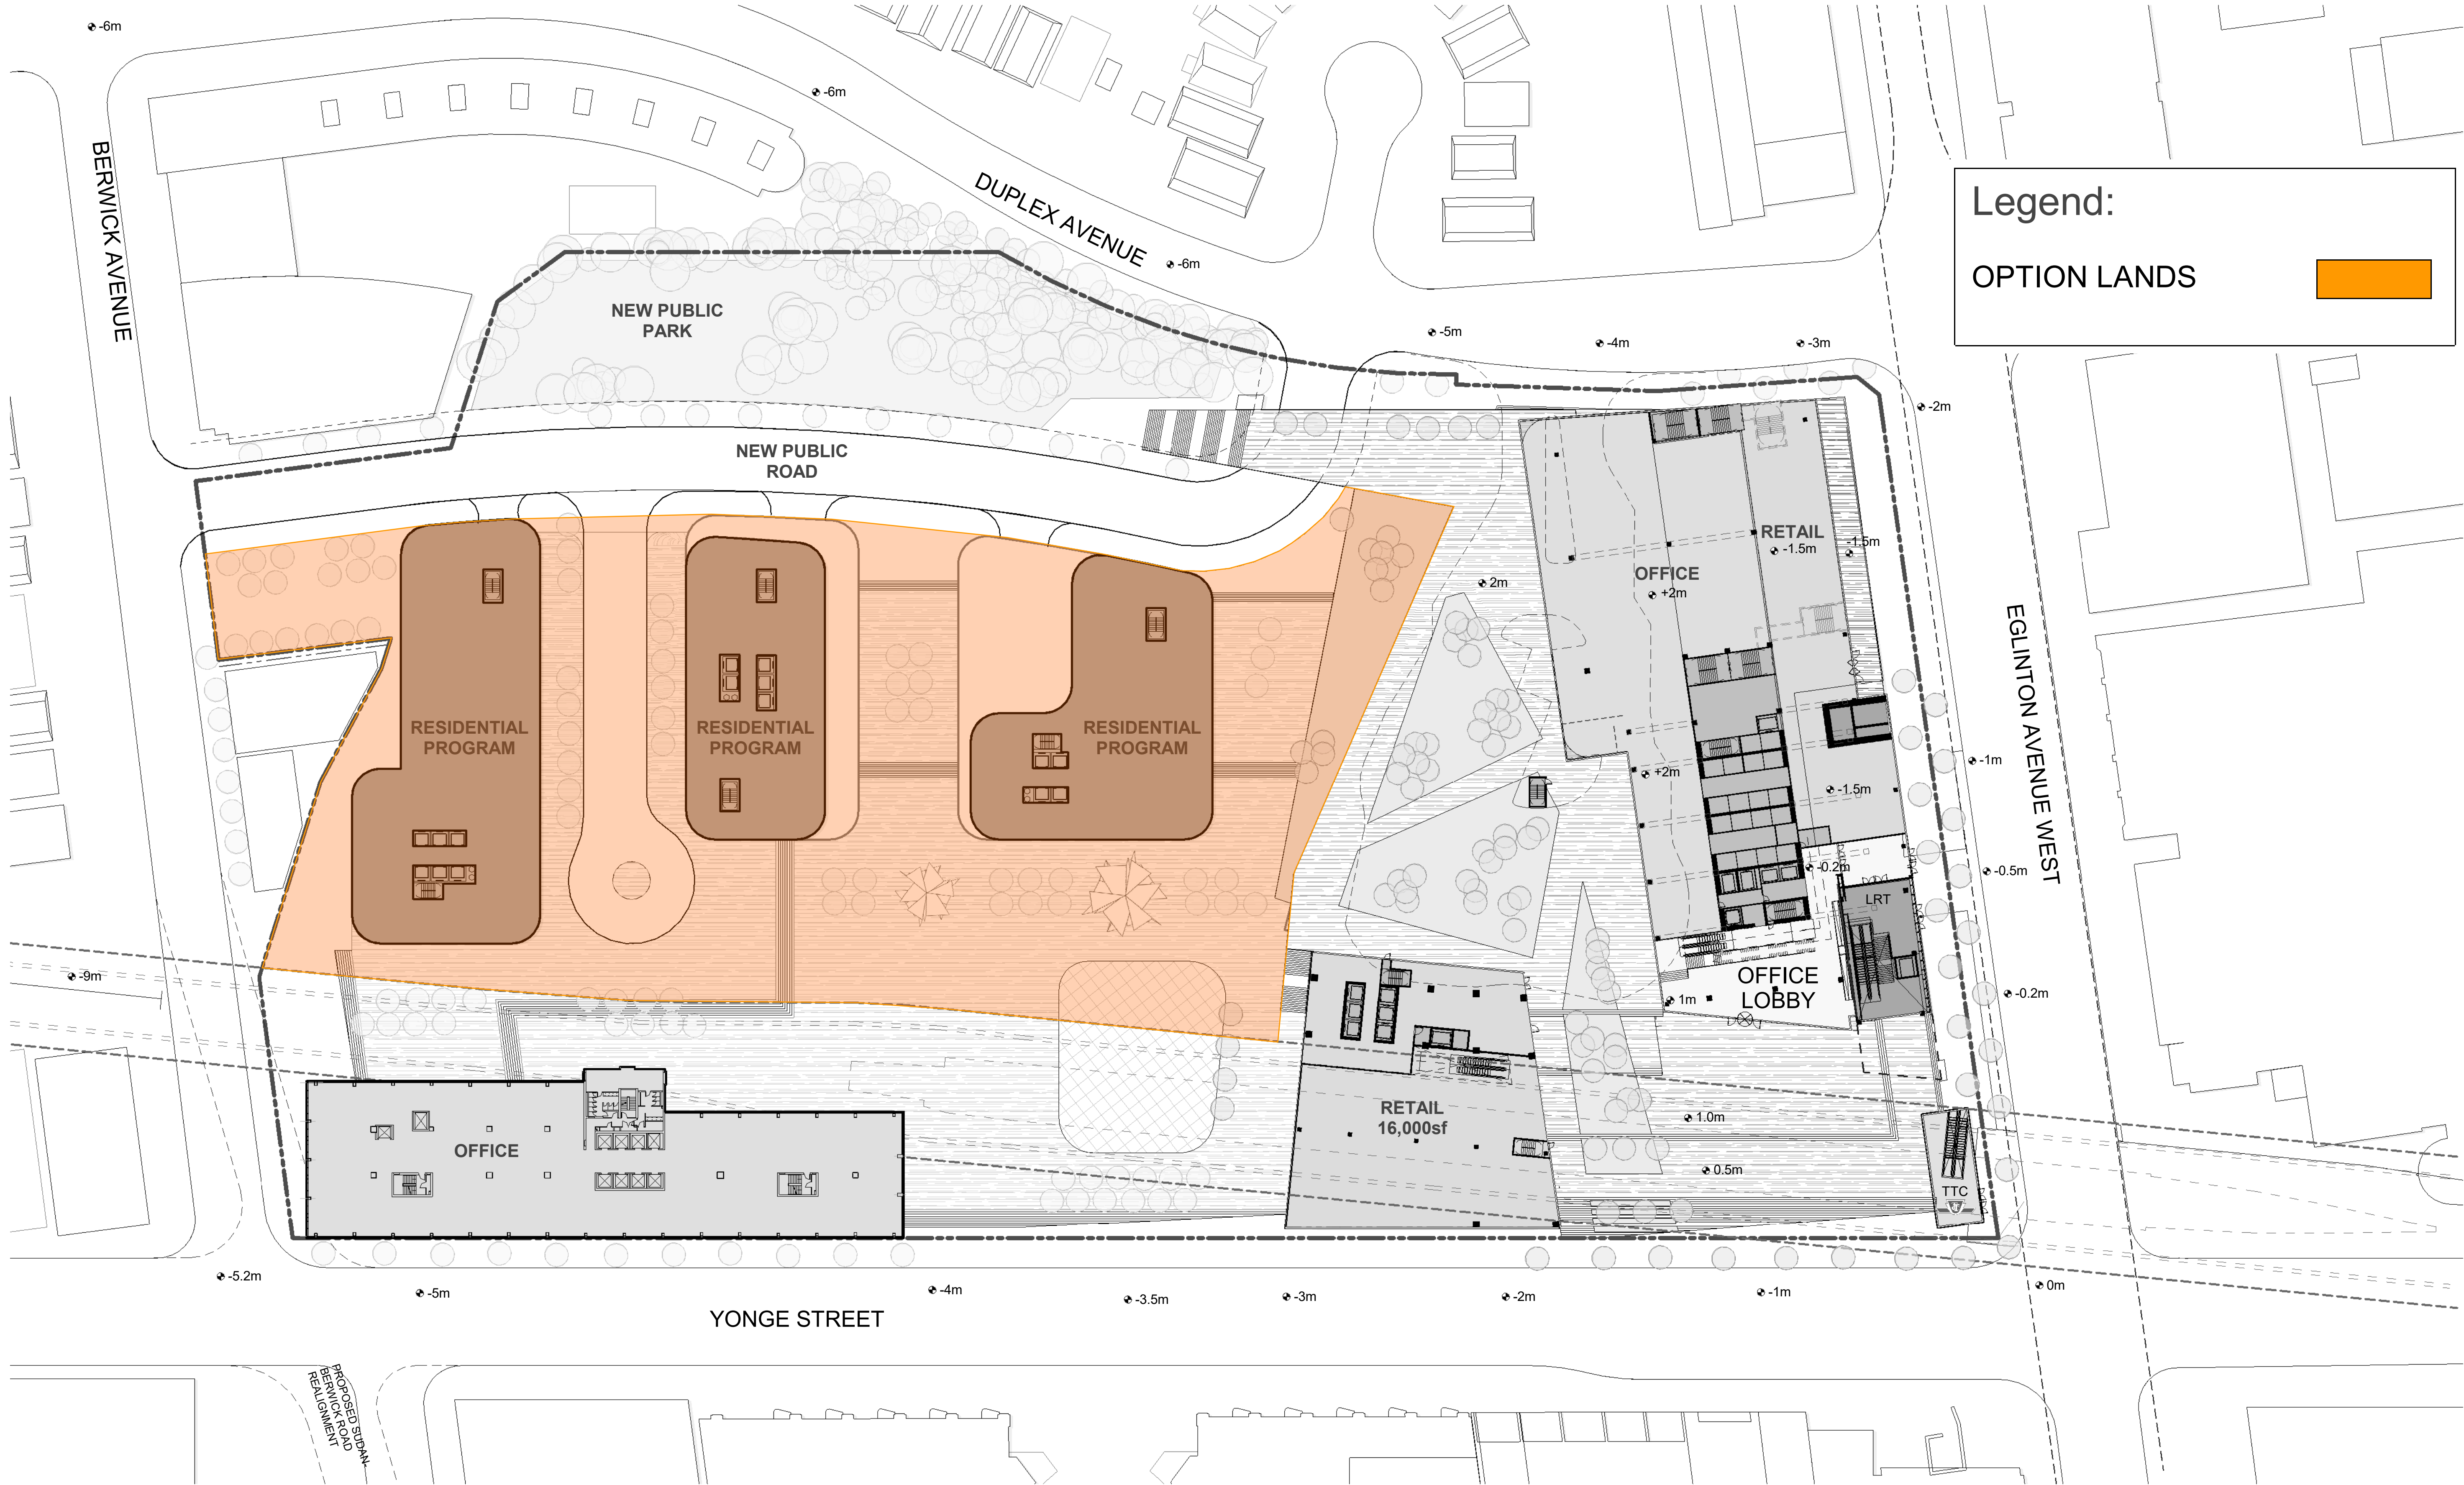 -6m
-6m
BERWICK AVENUE
DUPLEX AVENUE
-6m
Legend:
OPTION LANDS
NEW PUBLIC
PARK
-5m
-4m
-3m
-2m
NEW PUBLIC
ROAD
RETAIL
-1.5m
-1.5m
OFFICE
+2m
2m
EGLINTON AVENUE WEST
RESIDENTIAL
PROGRAM
RESIDENTIAL
PROGRAM
RESIDENTIAL
PROGRAM
+2m
-1.5m
-1m
-0.2m
-0.5m
LRT
-9m
OFFICE
LOBBY
1m
-0.2m
RETAIL
16,000sf
1.0m
OFFICE
0.5m
TTC
-5.2m
-5m
-4m
-3.5m
-3m
-2m
-1m
0m
YONGE STREET
PROPOSED SUDAN-
BERWICK ROAD
REALIGNMENT